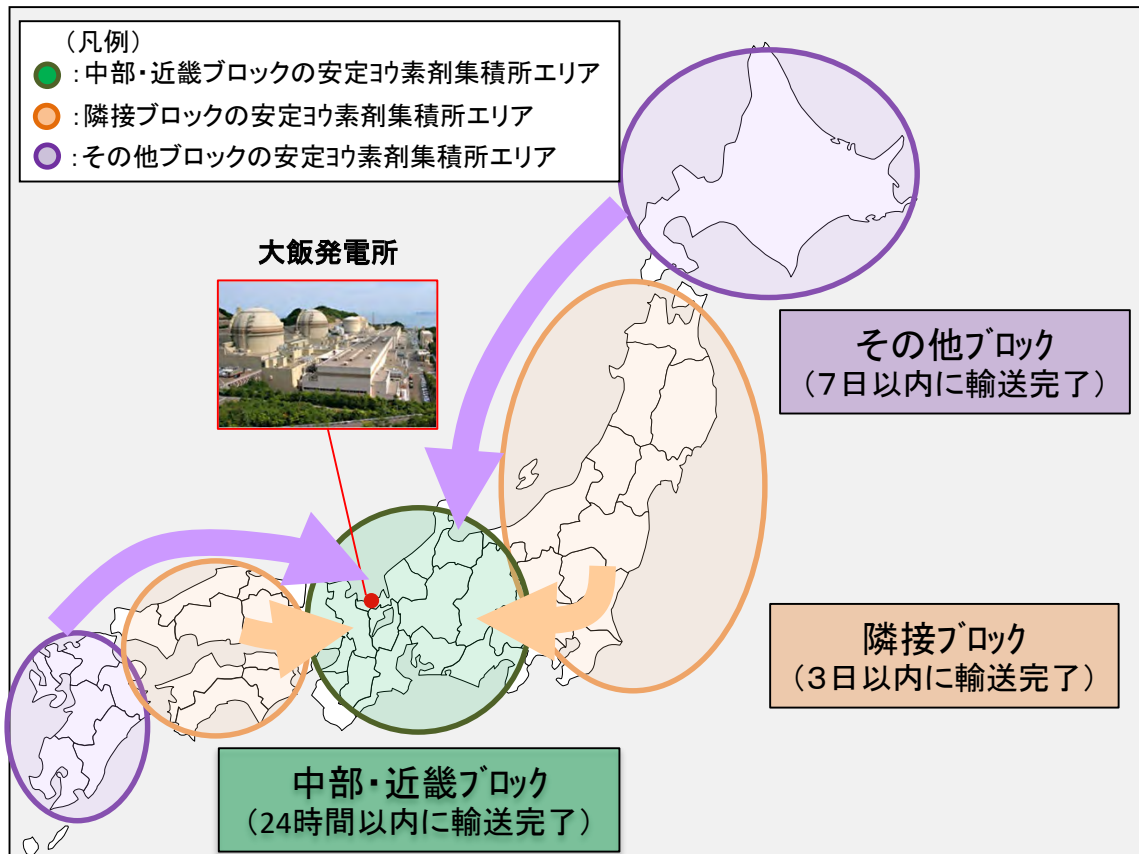 （凡例）
：中部・近畿ブロックの安定ﾖｳ素剤集積所エリア
：隣接ブロックの安定ﾖｳ素剤集積所エリア
：その他ブロックの安定ﾖｳ素剤集積所エリア
大飯発電所
その他ﾌﾞﾛｯｸ
（７日以内に輸送完了）
隣接ﾌﾞﾛｯｸ
（３日以内に輸送完了）
中部・近畿ﾌﾞﾛｯｸ
（24時間以内に輸送完了）